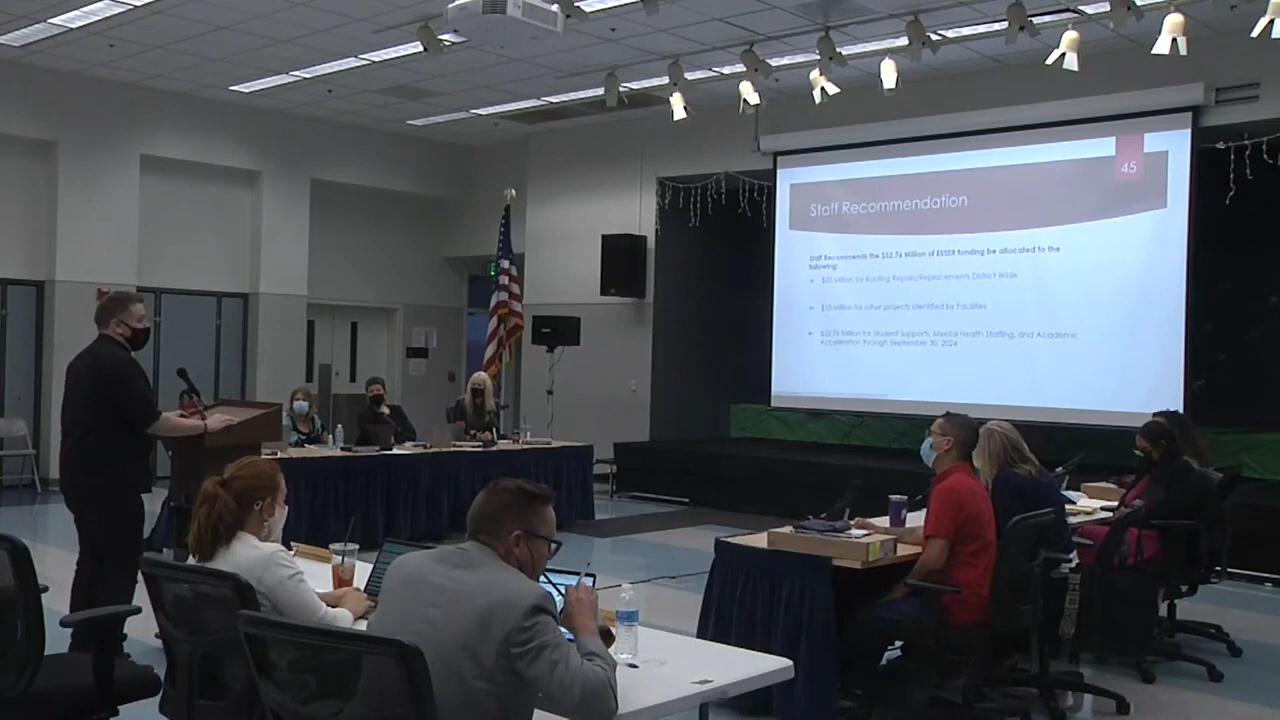 45
Staff Recommendation
Staff Recommends the $52.76 Million of ESSER funding be allocated to the
following:
$20 Million for Roofing Repairs/Replacements District Wide
$10 Million for other projects identified by Facilities
$22.76 Million for Student Supports, Mental Health Staffing, and Academic
Acceleration through September 30, 2024